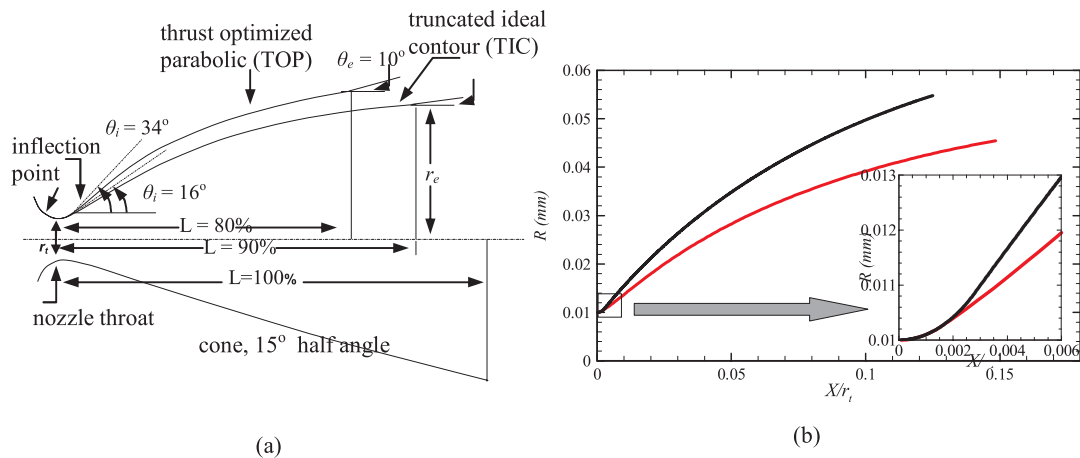 thrust optimized
parabolic (TOP)
truncated ideal
contour (TIC)
θe = 10°
θi = 34°
inflection
point
θi = 16°
re
L = 80%
rt
L = 90%
L=100%
nozzle throat
cone, 15° half angle
(a)
R (mm)
0.06
0.05
0.04
0.03
0.02
0.01
0
0
0.05
0.1
0.15
X/rt
R (mm)
0.013
0.012
0.011
0.01
0
0.002
0.004
0.006
X/
(b)